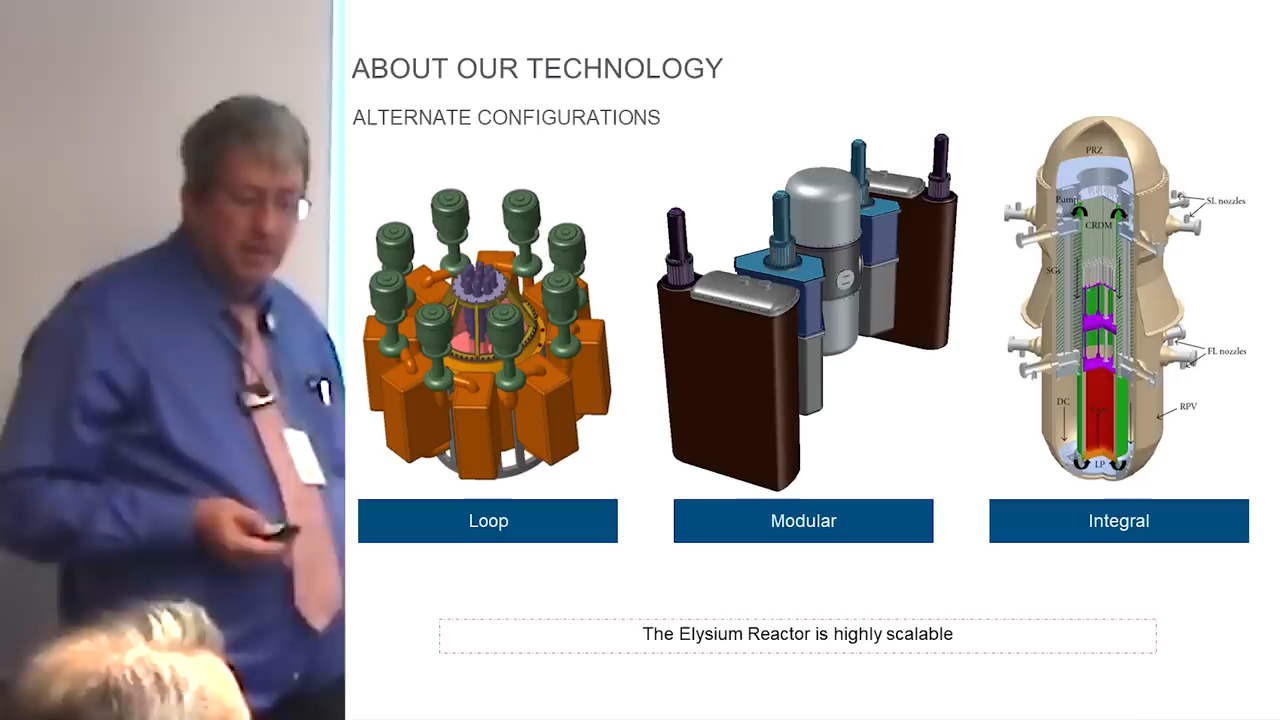 ABOUT OUR TECHNOLOGY
ALTERNATE CONFIGURATIONS
PRZ
Pump
SL nozzles
CRDM
SGs
FL nozzles
DC
RPV
LP
Loop
Modular
Integral
The Elysium Reactor is highly scalable